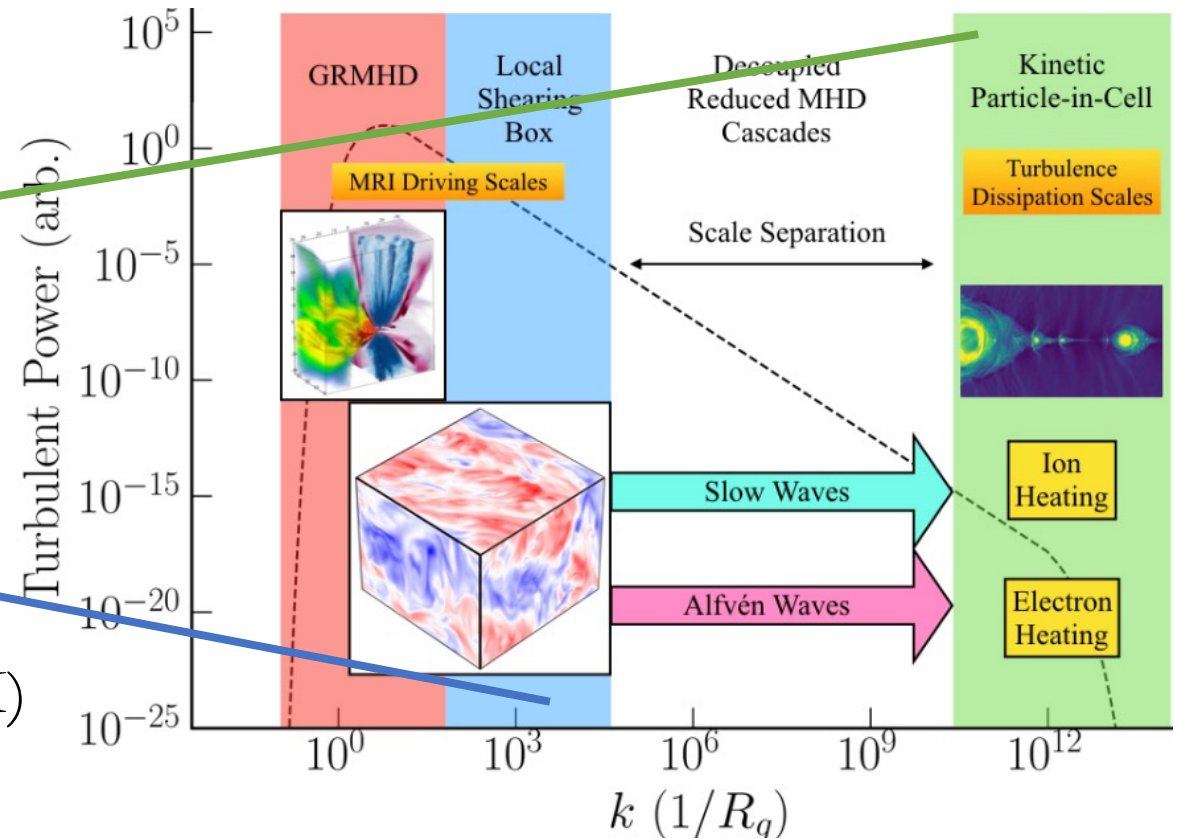 10^5
10^0
10^−5
10^−10
10^−15
10^−20
10^−25
Turbulent Power (arb.)
GRMHD
Local
Shearing
Box
Decoupled
Reduced MHD
Cascades
Kinetic
Particle-in-Cell
MRI Driving Scales
Turbulence
Dissipation Scales
Scale Separation
Slow Waves
Alfvén Waves
Ion
Heating
Electron
Heating
10^0
10^3
10^6
10^9
10^12
k (1/R_g)